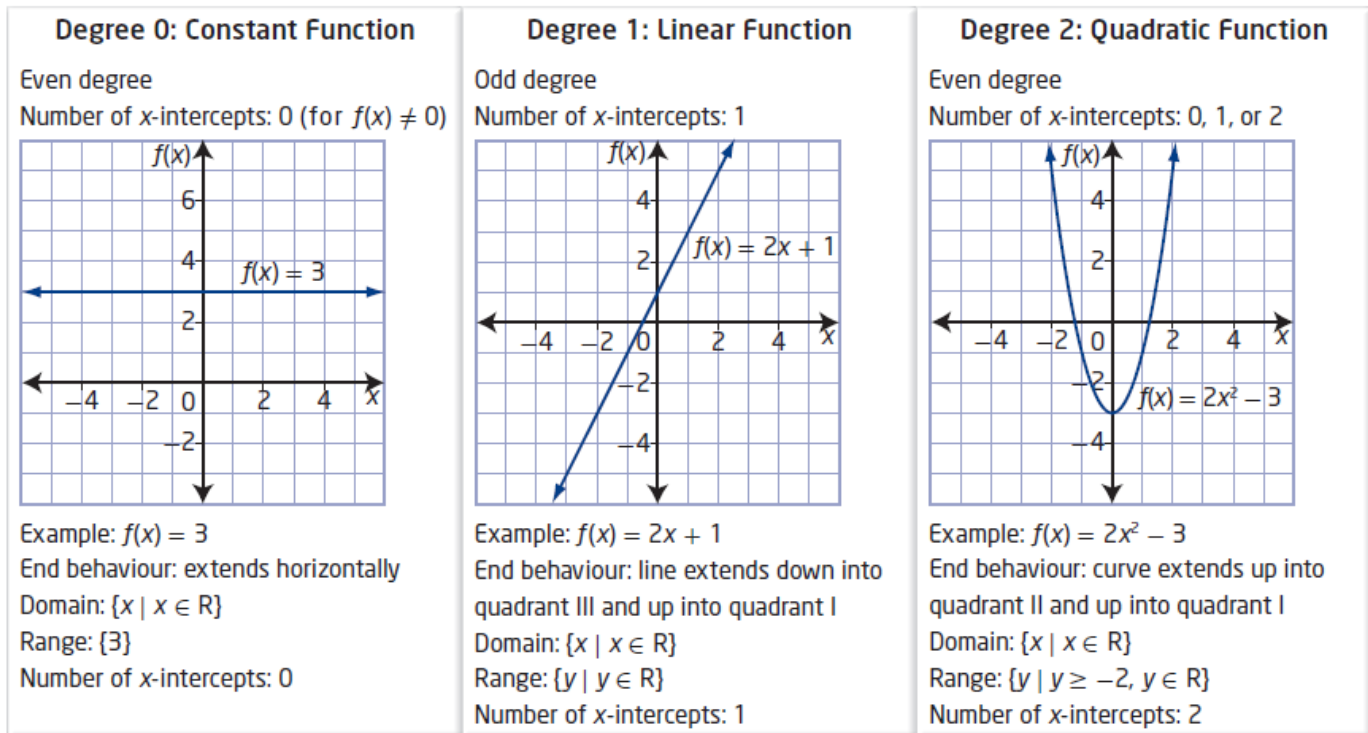 Degree 0: Constant Function
Even degree
Number of x-intercepts: 0 (for f(x) ≠ 0)
f(x)
6
4
f(x) = 3
2
−4 −2 0 2 4 x
−2
Example: f(x) = 3
End behaviour: extends horizontally
Domain: {x | x ∈ R}
Range: {3}
Number of x-intercepts: 0
Degree 1: Linear Function
Odd degree
Number of x-intercepts: 1
f(x)
4
f(x) = 2x + 1
2
−4 −2 0 2 4 x
−2
−4
Example: f(x) = 2x + 1
End behaviour: line extends down into
quadrant III and up into quadrant I
Domain: {x | x ∈ R}
Range: {y | y ∈ R}
Number of x-intercepts: 1
Degree 2: Quadratic Function
Even degree
Number of x-intercepts: 0, 1, or 2
f(x)
4
2
−4 −2 0 2 4 x
−2
f(x) = 2x² − 3
−4
Example: f(x) = 2x² − 3
End behaviour: curve extends up into
quadrant II and up into quadrant I
Domain: {x | x ∈ R}
Range: {y | y ≥ −2, y ∈ R}
Number of x-intercepts: 2